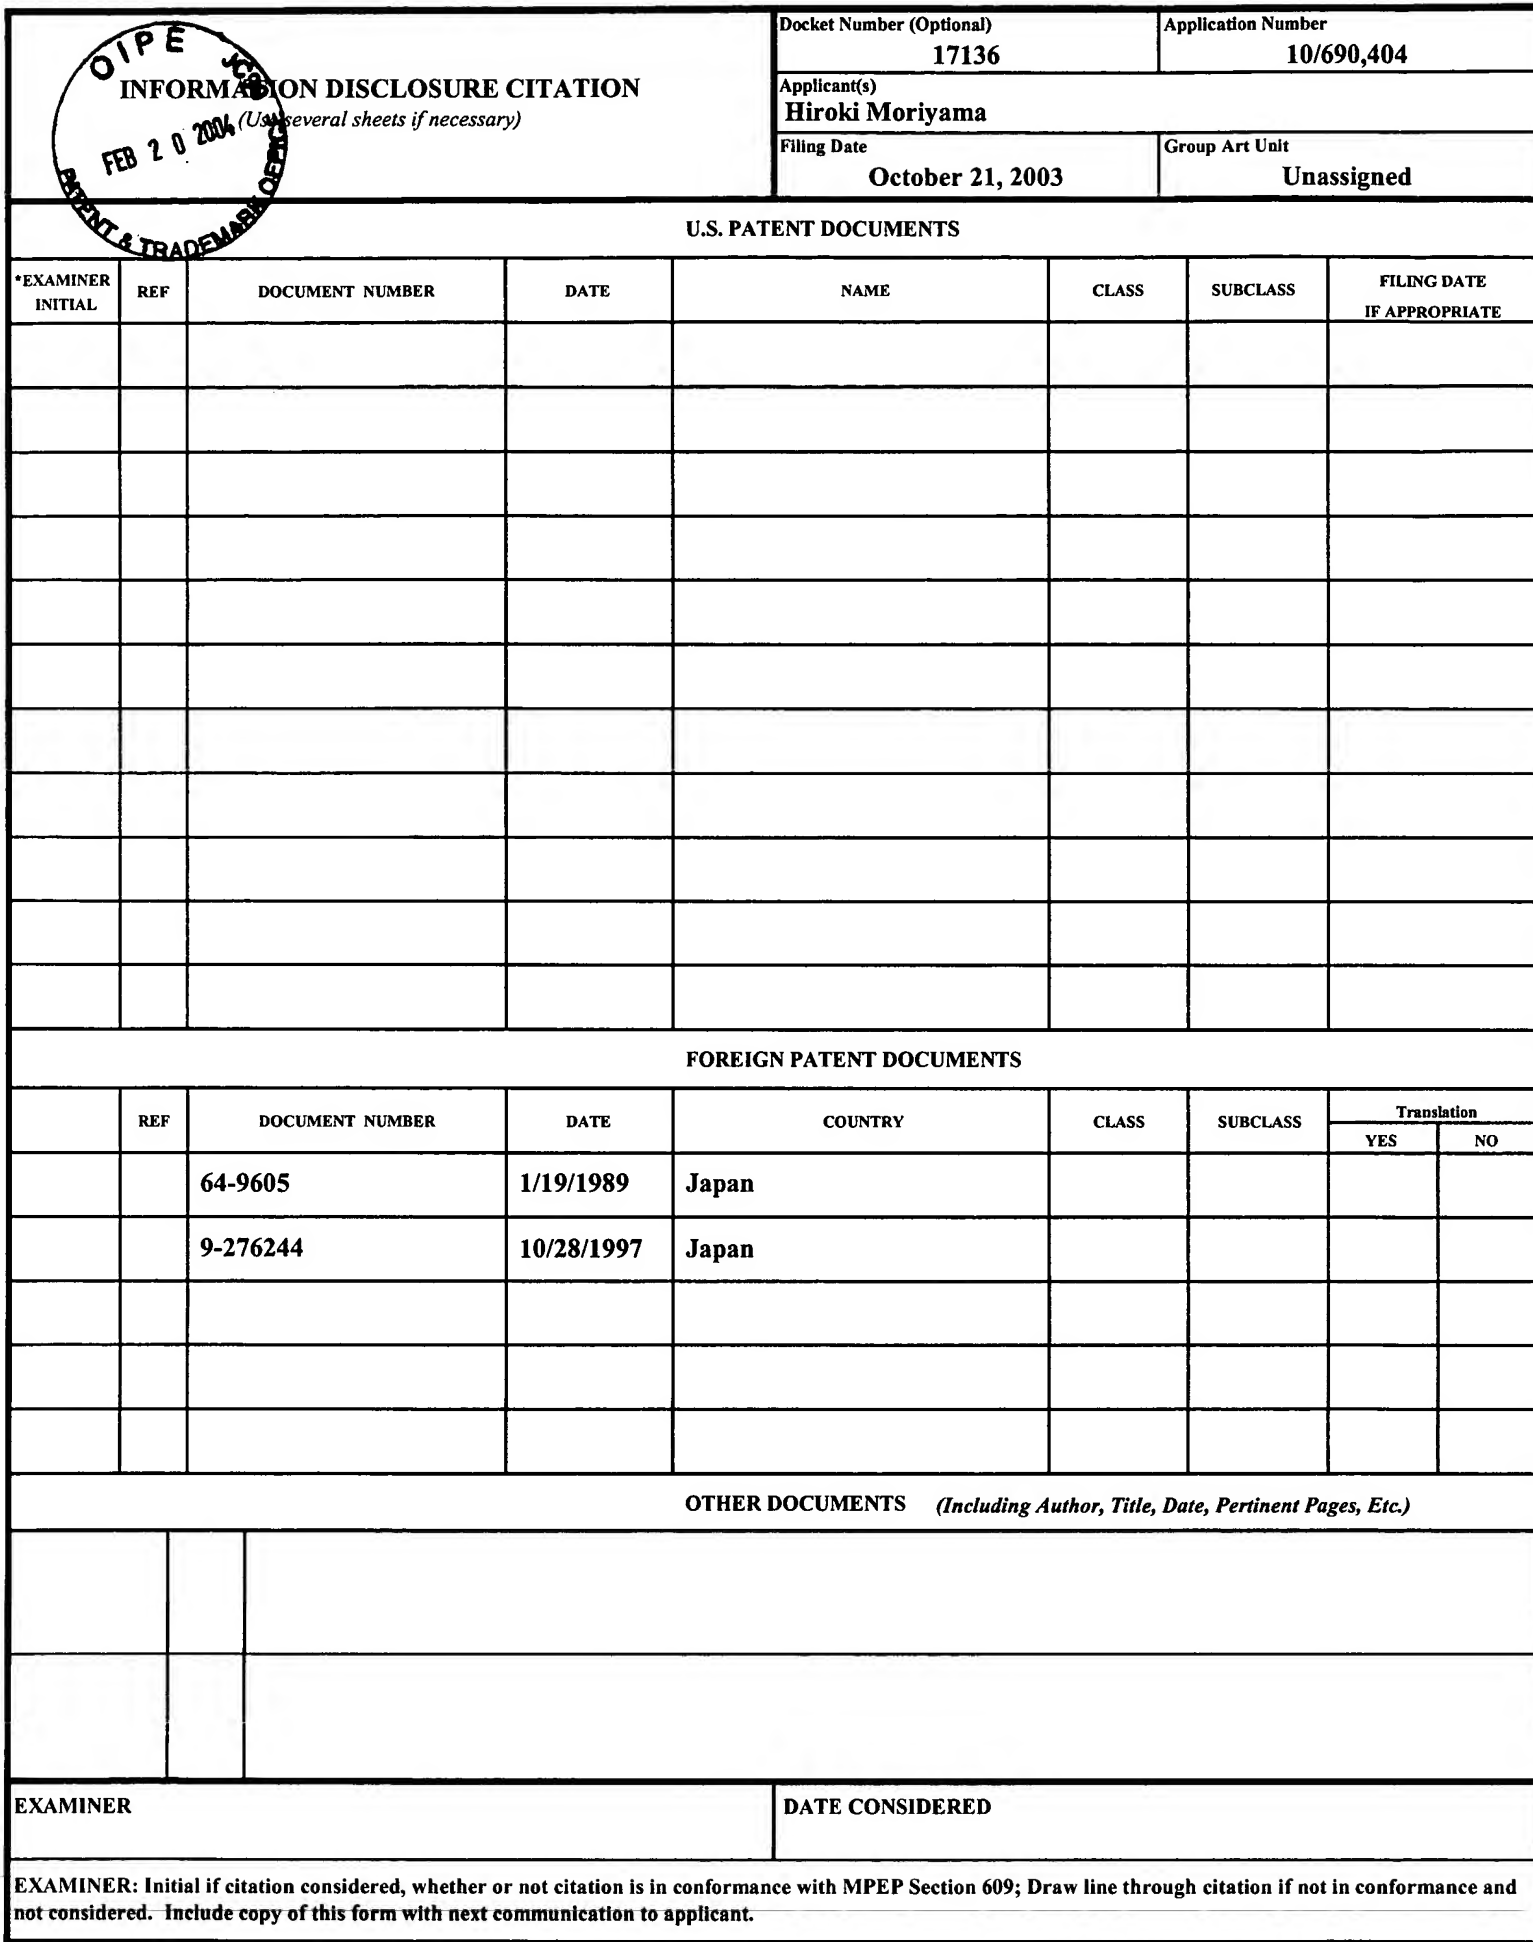 OIPE
FEB 20 2004
PATENT & TRADEMARK OFFICE
INFORMATION DISCLOSURE CITATION
(Use several sheets if necessary)
Docket Number (Optional)
17136
Application Number
10/690,404
Applicant(s)
Hiroki Moriyama
Filing Date
October 21, 2003
Group Art Unit
Unassigned
U.S. PATENT DOCUMENTS
*EXAMINER
INITIAL
REF
DOCUMENT NUMBER
DATE
NAME
CLASS
SUBCLASS
FILING DATE
IF APPROPRIATE
FOREIGN PATENT DOCUMENTS
REF
DOCUMENT NUMBER
DATE
COUNTRY
CLASS
SUBCLASS
Translation
YES
NO
64-9605
1/19/1989
Japan
9-276244
10/28/1997
Japan
OTHER DOCUMENTS (Including Author, Title, Date, Pertinent Pages, Etc.)
EXAMINER
DATE CONSIDERED
EXAMINER: Initial if citation considered, whether or not citation is in conformance with MPEP Section 609; Draw line through citation if not in conformance and
not considered. Include copy of this form with next communication to applicant.